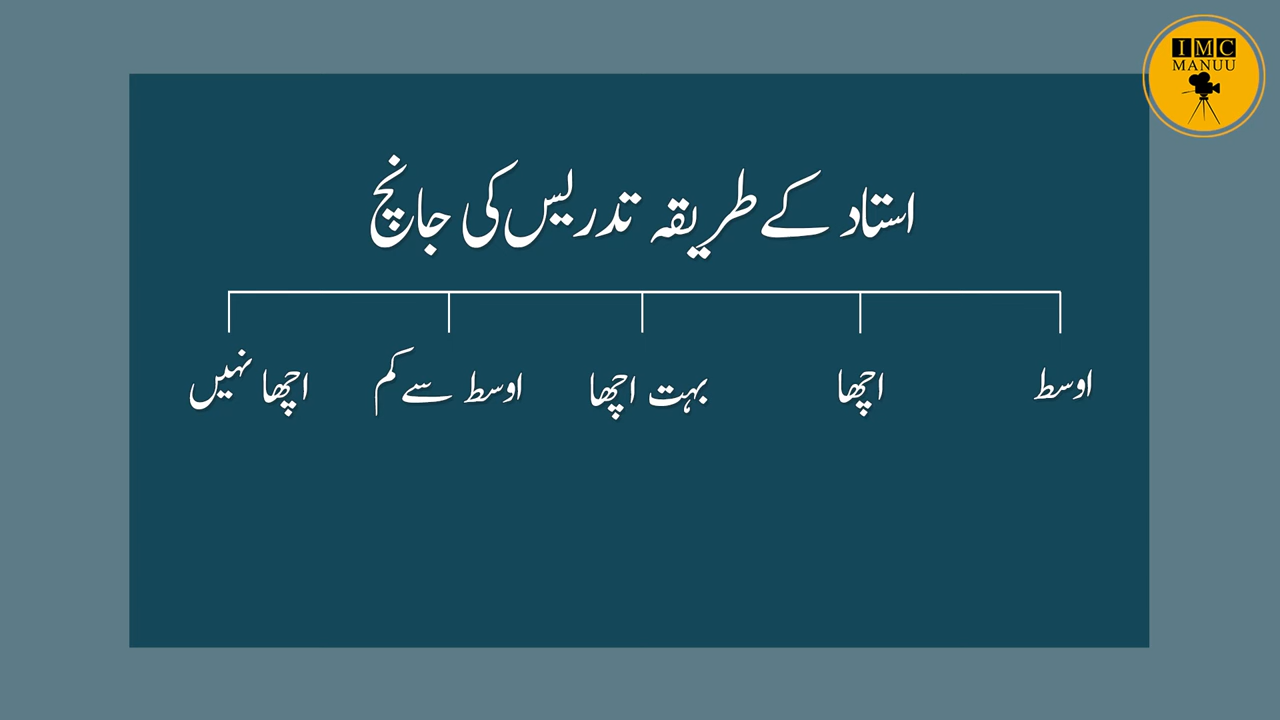 IMC
MANUU
استاد کے طریقہ تدریس کی جانچ
اوسط اچھا بہت اچھا اوسط سے کم اچھا نہیں